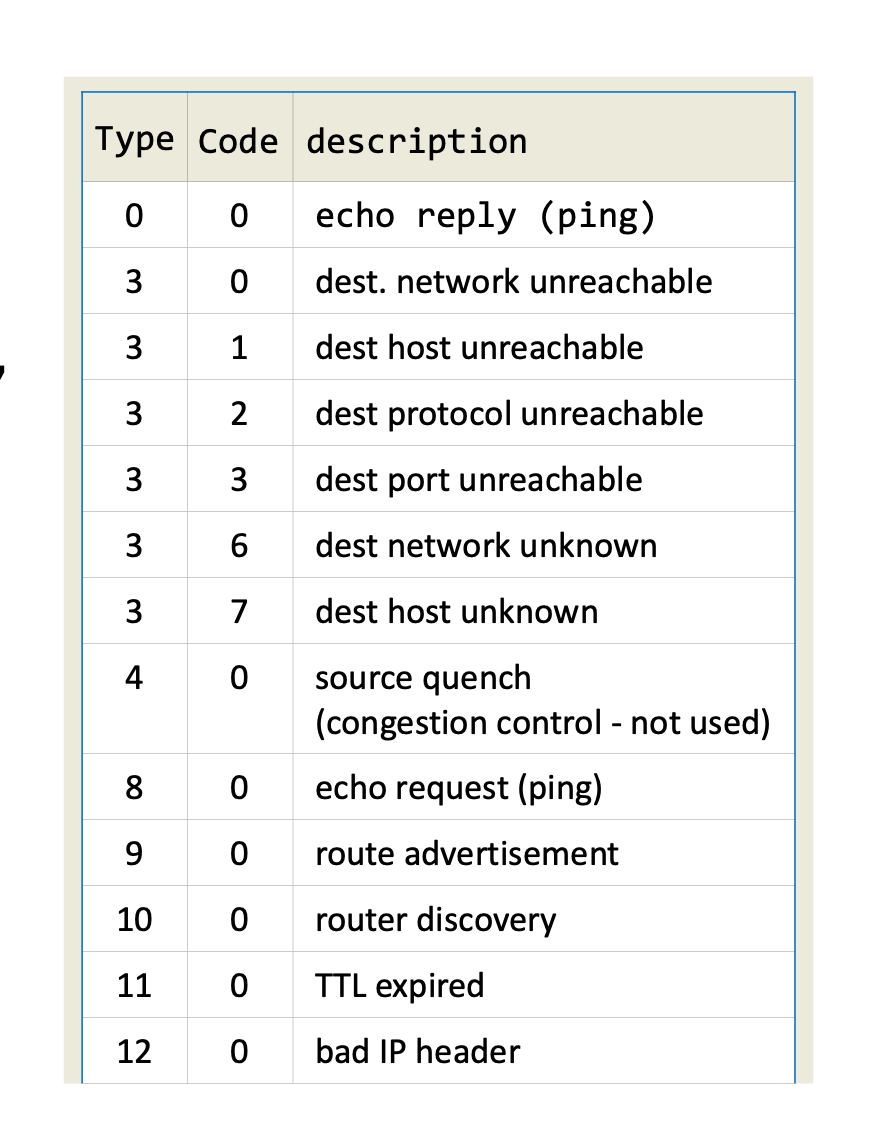 Type Code description
0 0 echo reply (ping)
3 0 dest. network unreachable
3 1 dest host unreachable
3 2 dest protocol unreachable
3 3 dest port unreachable
3 6 dest network unknown
3 7 dest host unknown
4 0 source quench
(congestion control - not used)
8 0 echo request (ping)
9 0 route advertisement
10 0 router discovery
11 0 TTL expired
12 0 bad IP header